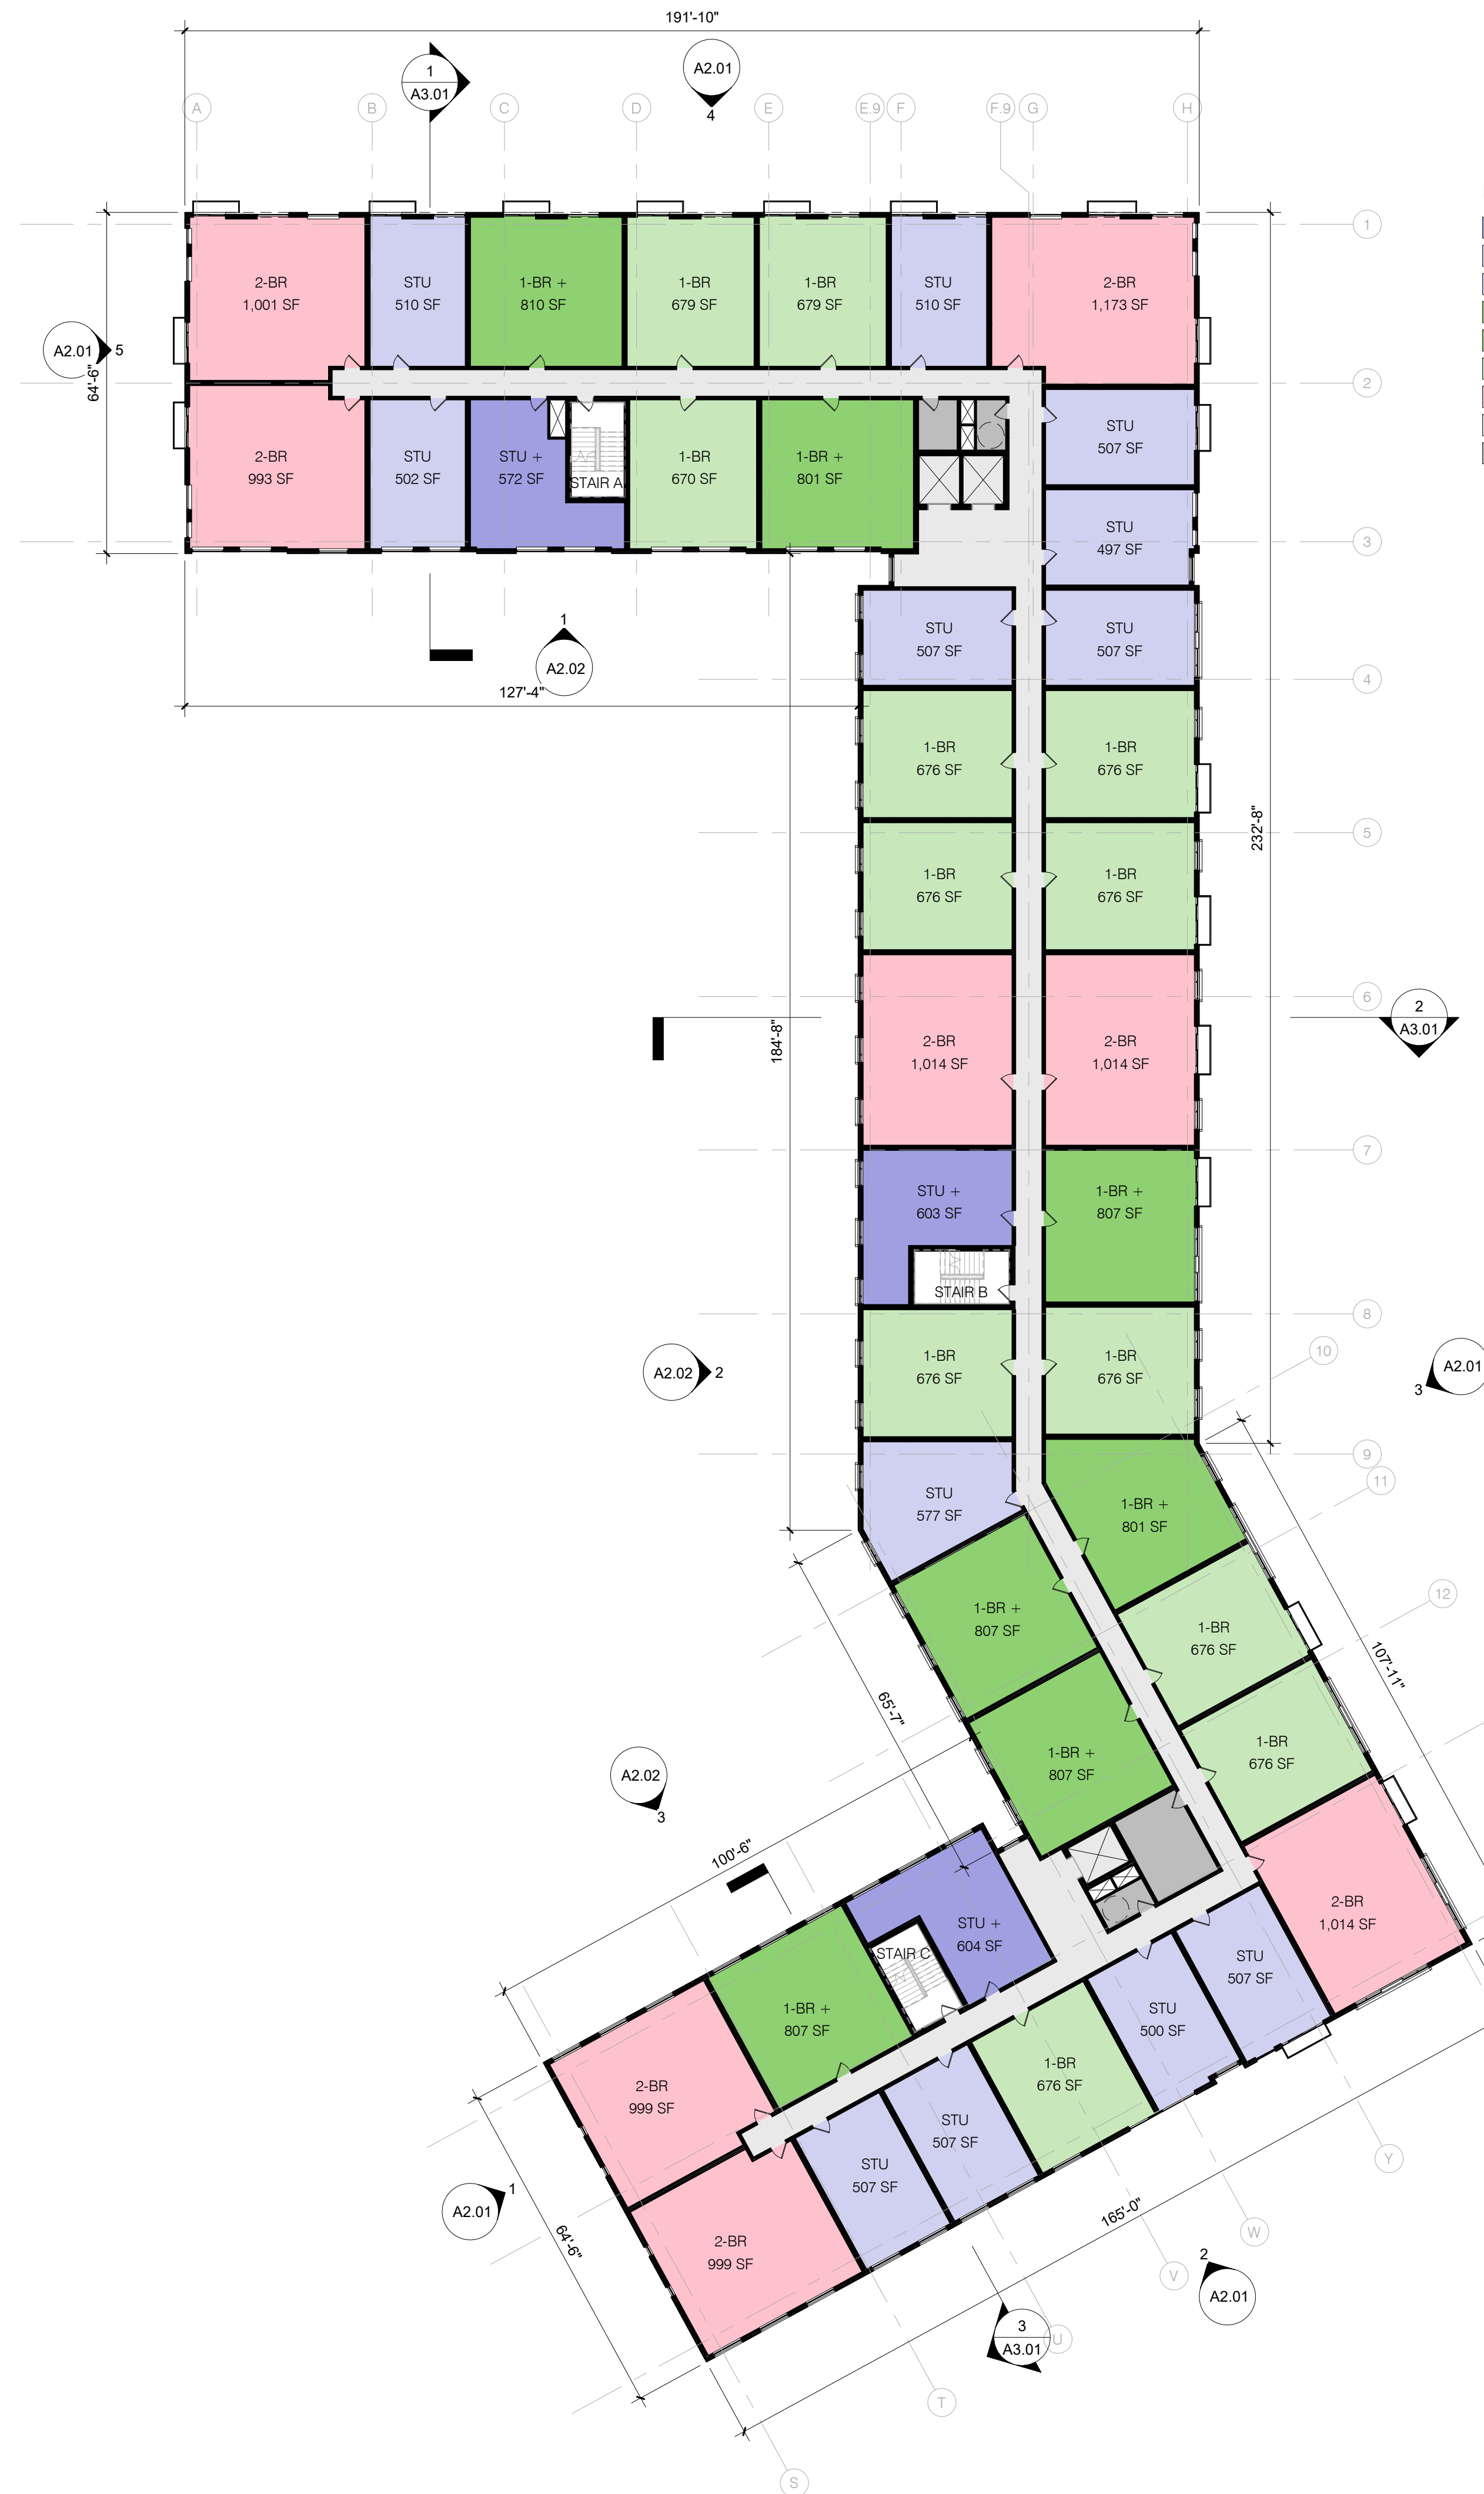 191'-10"
1
A3.01
A2.01
4
A
B
C
D
E
E.9
F
F.9
G
H
1
2-BR
1,001 SF
STU
510 SF
1-BR +
810 SF
1-BR
679 SF
1-BR
679 SF
STU
510 SF
2-BR
1,173 SF
A2.01
5
64'-6"
2
2-BR
993 SF
STU
502 SF
STU +
572 SF
STAIR A
1-BR
670 SF
1-BR +
801 SF
STU
507 SF
STU
497 SF
3
1
A2.02
STU
507 SF
STU
507 SF
4
127'-4"
1-BR
676 SF
1-BR
676 SF
232'-8"
5
1-BR
676 SF
1-BR
676 SF
6
2
A3.01
184'-8"
2-BR
1,014 SF
2-BR
1,014 SF
7
STU +
603 SF
1-BR +
807 SF
STAIR B
8
10
A2.02
2
1-BR
676 SF
1-BR
676 SF
A2.01
3
9
11
STU
577 SF
1-BR +
801 SF
12
1-BR +
807 SF
1-BR
676 SF
107'-11"
65'-7"
1-BR +
807 SF
1-BR
676 SF
A2.02
3
100'-6"
2-BR
1,014 SF
STU +
604 SF
STAIR C
STU
507 SF
1-BR +
807 SF
STU
500 SF
1-BR
676 SF
2-BR
999 SF
STU
507 SF
STU
507 SF
Y
A2.01
1
64'-6"
2-BR
999 SF
165'-0"
W
V
2
A2.01
3
A3.01
U
T
S